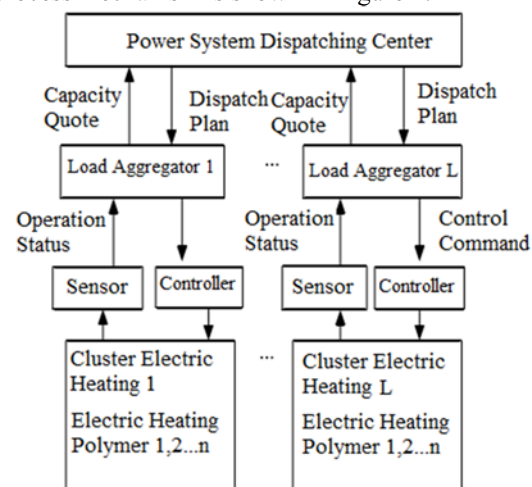 Power System Dispatching Center
Capacity Quote
Dispatch Plan
Capacity Quote
Dispatch Plan
Load Aggregator 1
...
Load Aggregator L
Operation Status
Operation Status
Control Command
Sensor
Controller
Sensor
Controller
Cluster Electric
Heating 1
Electric Heating
Polymer 1,2...n
...
Cluster Electric
Heating L
Electric Heating
Polymer 1,2...n